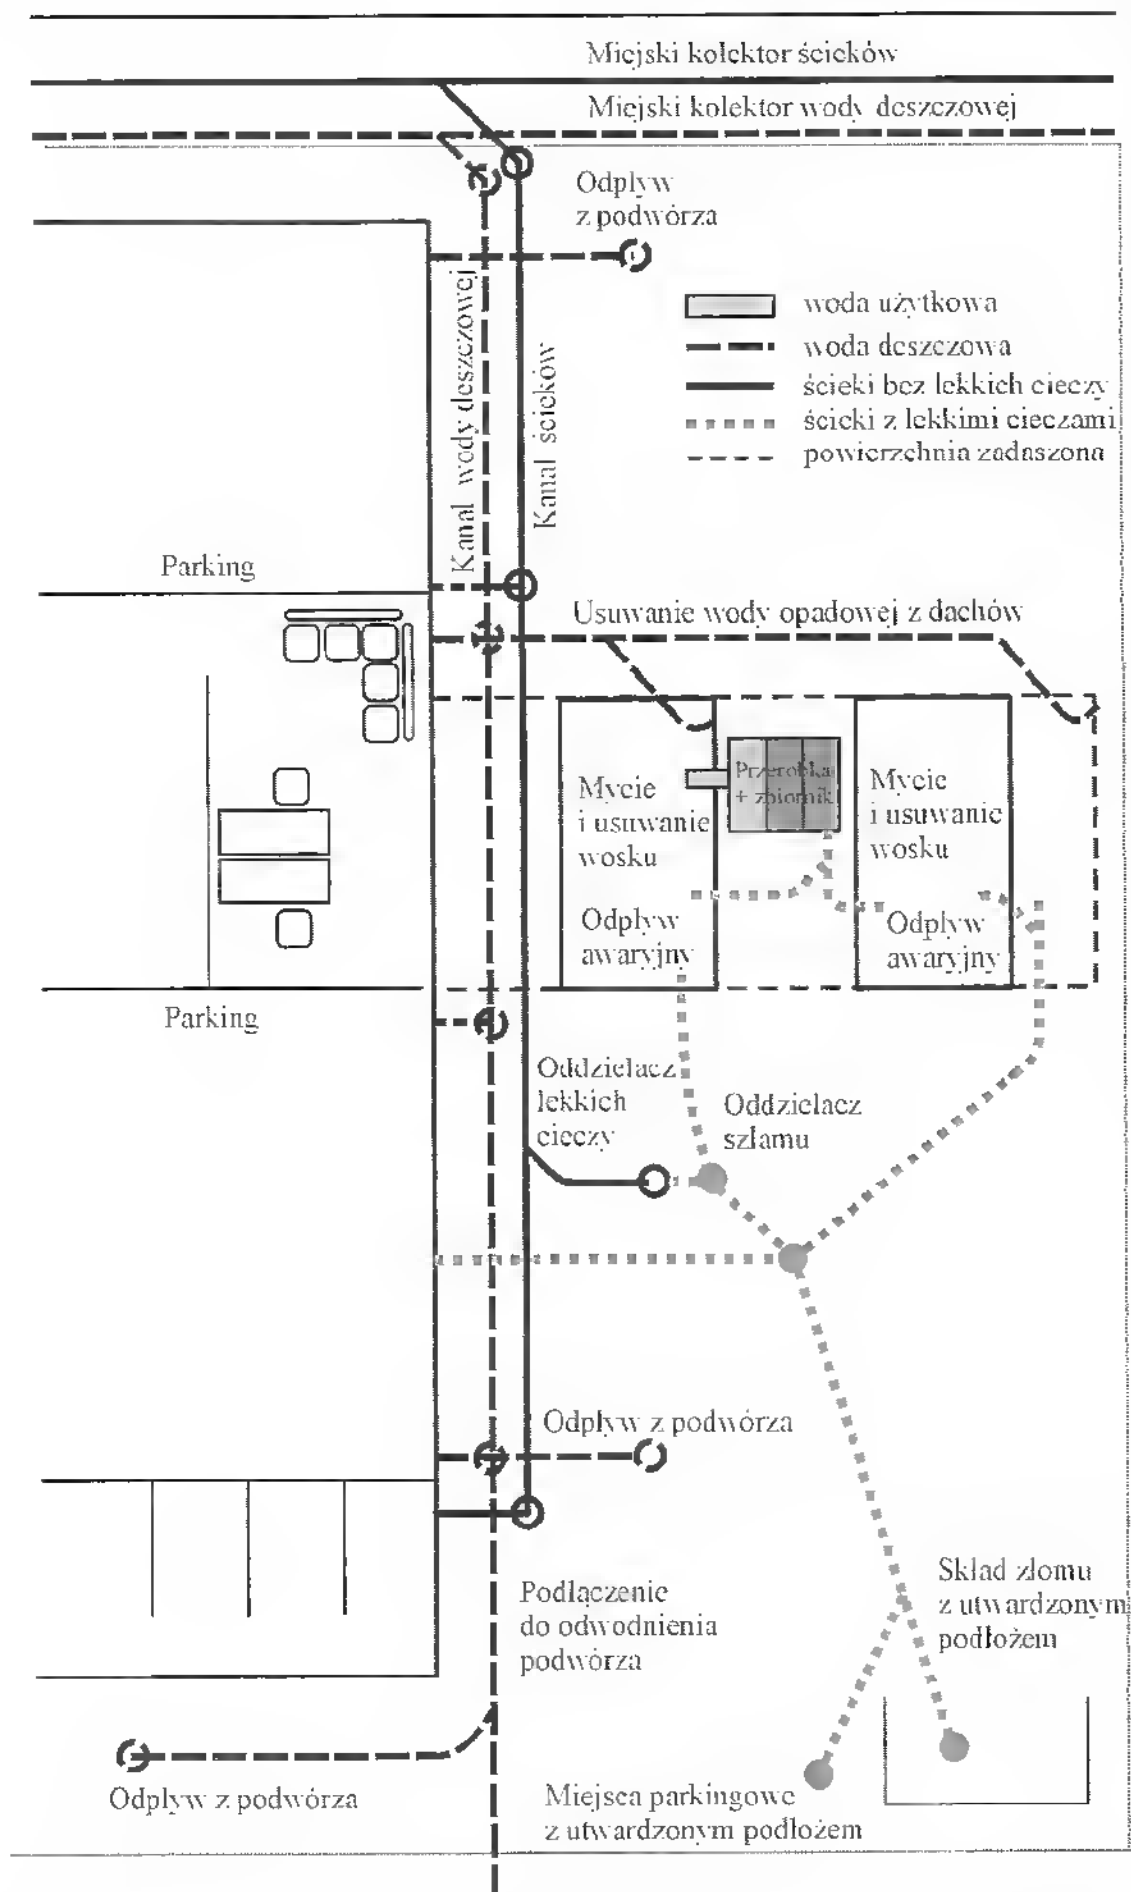 Miejski kolektor ścieków
Miejski kolektor wody deszczowej
Odpływ
z podwórza
woda użytkowa
woda deszczowa
ścieki bez lekkich cieczy
ścieki z lekkimi cieczami
powierzchnia zadaszona
Kanał wody deszczowej
Kanał ścieków
Parking
Usuwanie wody opadowej z dachów
Przeróbka
+ zbiornik
Mycie
i usuwanie
wosku
Mycie
i usuwanie
wosku
Odpływ
awaryjny
Odpływ
awaryjny
Parking
Oddzielacz
lekkich
cieczy
Oddzielacz
szlamu
Odpływ z podwórza
Podłączenie
do odwodnienia
podwórza
Skład złomu
z utwardzonym
podłożem
Odpływ z podwórza
Miejsca parkingowe
z utwardzonym podłożem